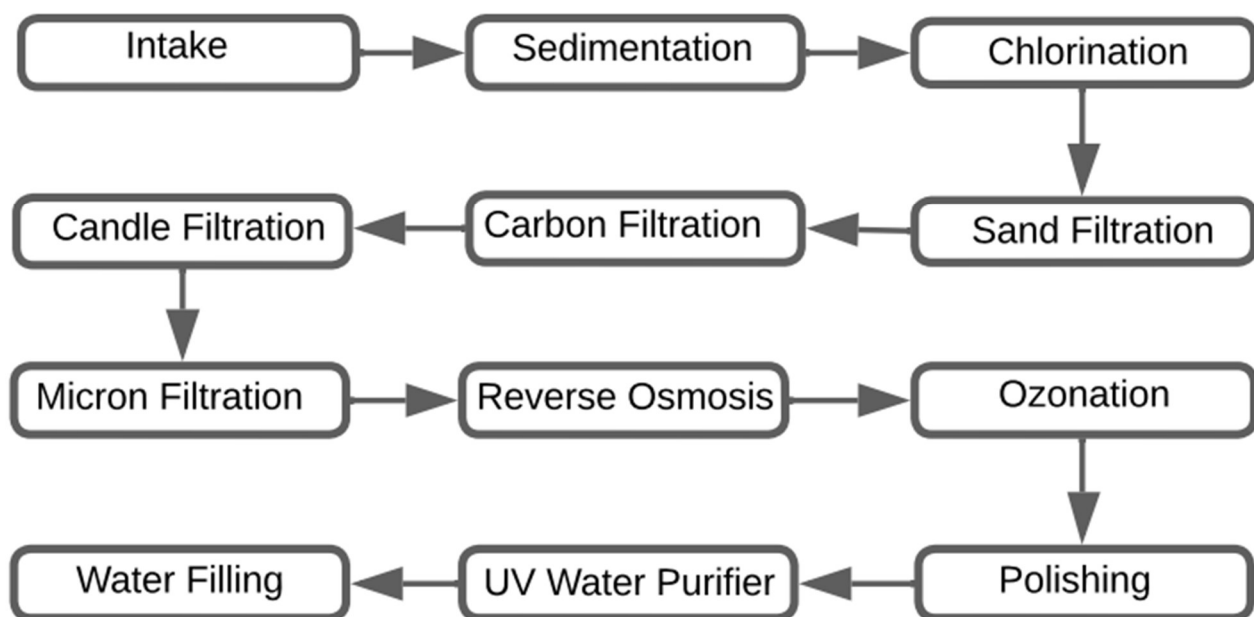 Intake
Sedimentation
Chlorination
Sand Filtration
Carbon Filtration
Candle Filtration
Micron Filtration
Reverse Osmosis
Ozonation
Polishing
UV Water Purifier
Water Filling